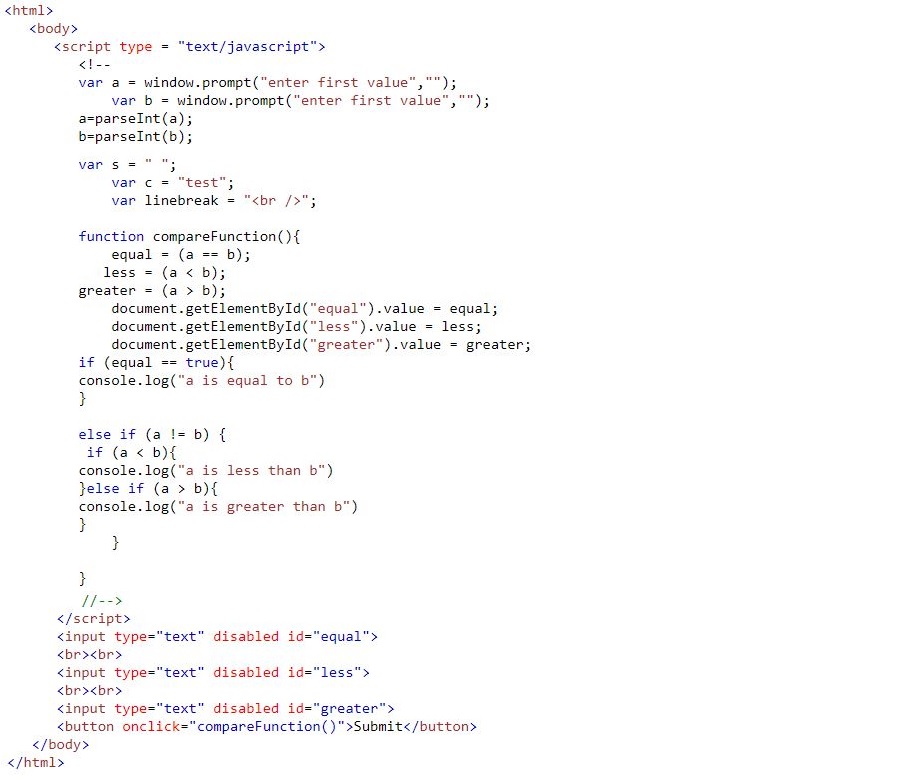 <html>
<body>
<script type = "text/javascript">
<!--
var a = window.prompt("enter first value","");
var b = window.prompt("enter first value","");
a=parseInt(a);
b=parseInt(b);
var s = " ";
var c = "test";
var linebreak = "<br />";
function compareFunction(){
equal = (a == b);
less = (a < b);
greater = (a > b);
document.getElementById("equal").value = equal;
document.getElementById("less").value = less;
document.getElementById("greater").value = greater;
if (equal == true){
console.log("a is equal to b")
}
else if (a != b) {
if (a < b){
console.log("a is less than b")
}else if (a > b){
console.log("a is greater than b")
}
}
}
//-->
</script>
<input type="text" disabled id="equal">
<br><br>
<input type="text" disabled id="less">
<br><br>
<input type="text" disabled id="greater">
<button onclick="compareFunction()">Submit</button>
</body>
</html>